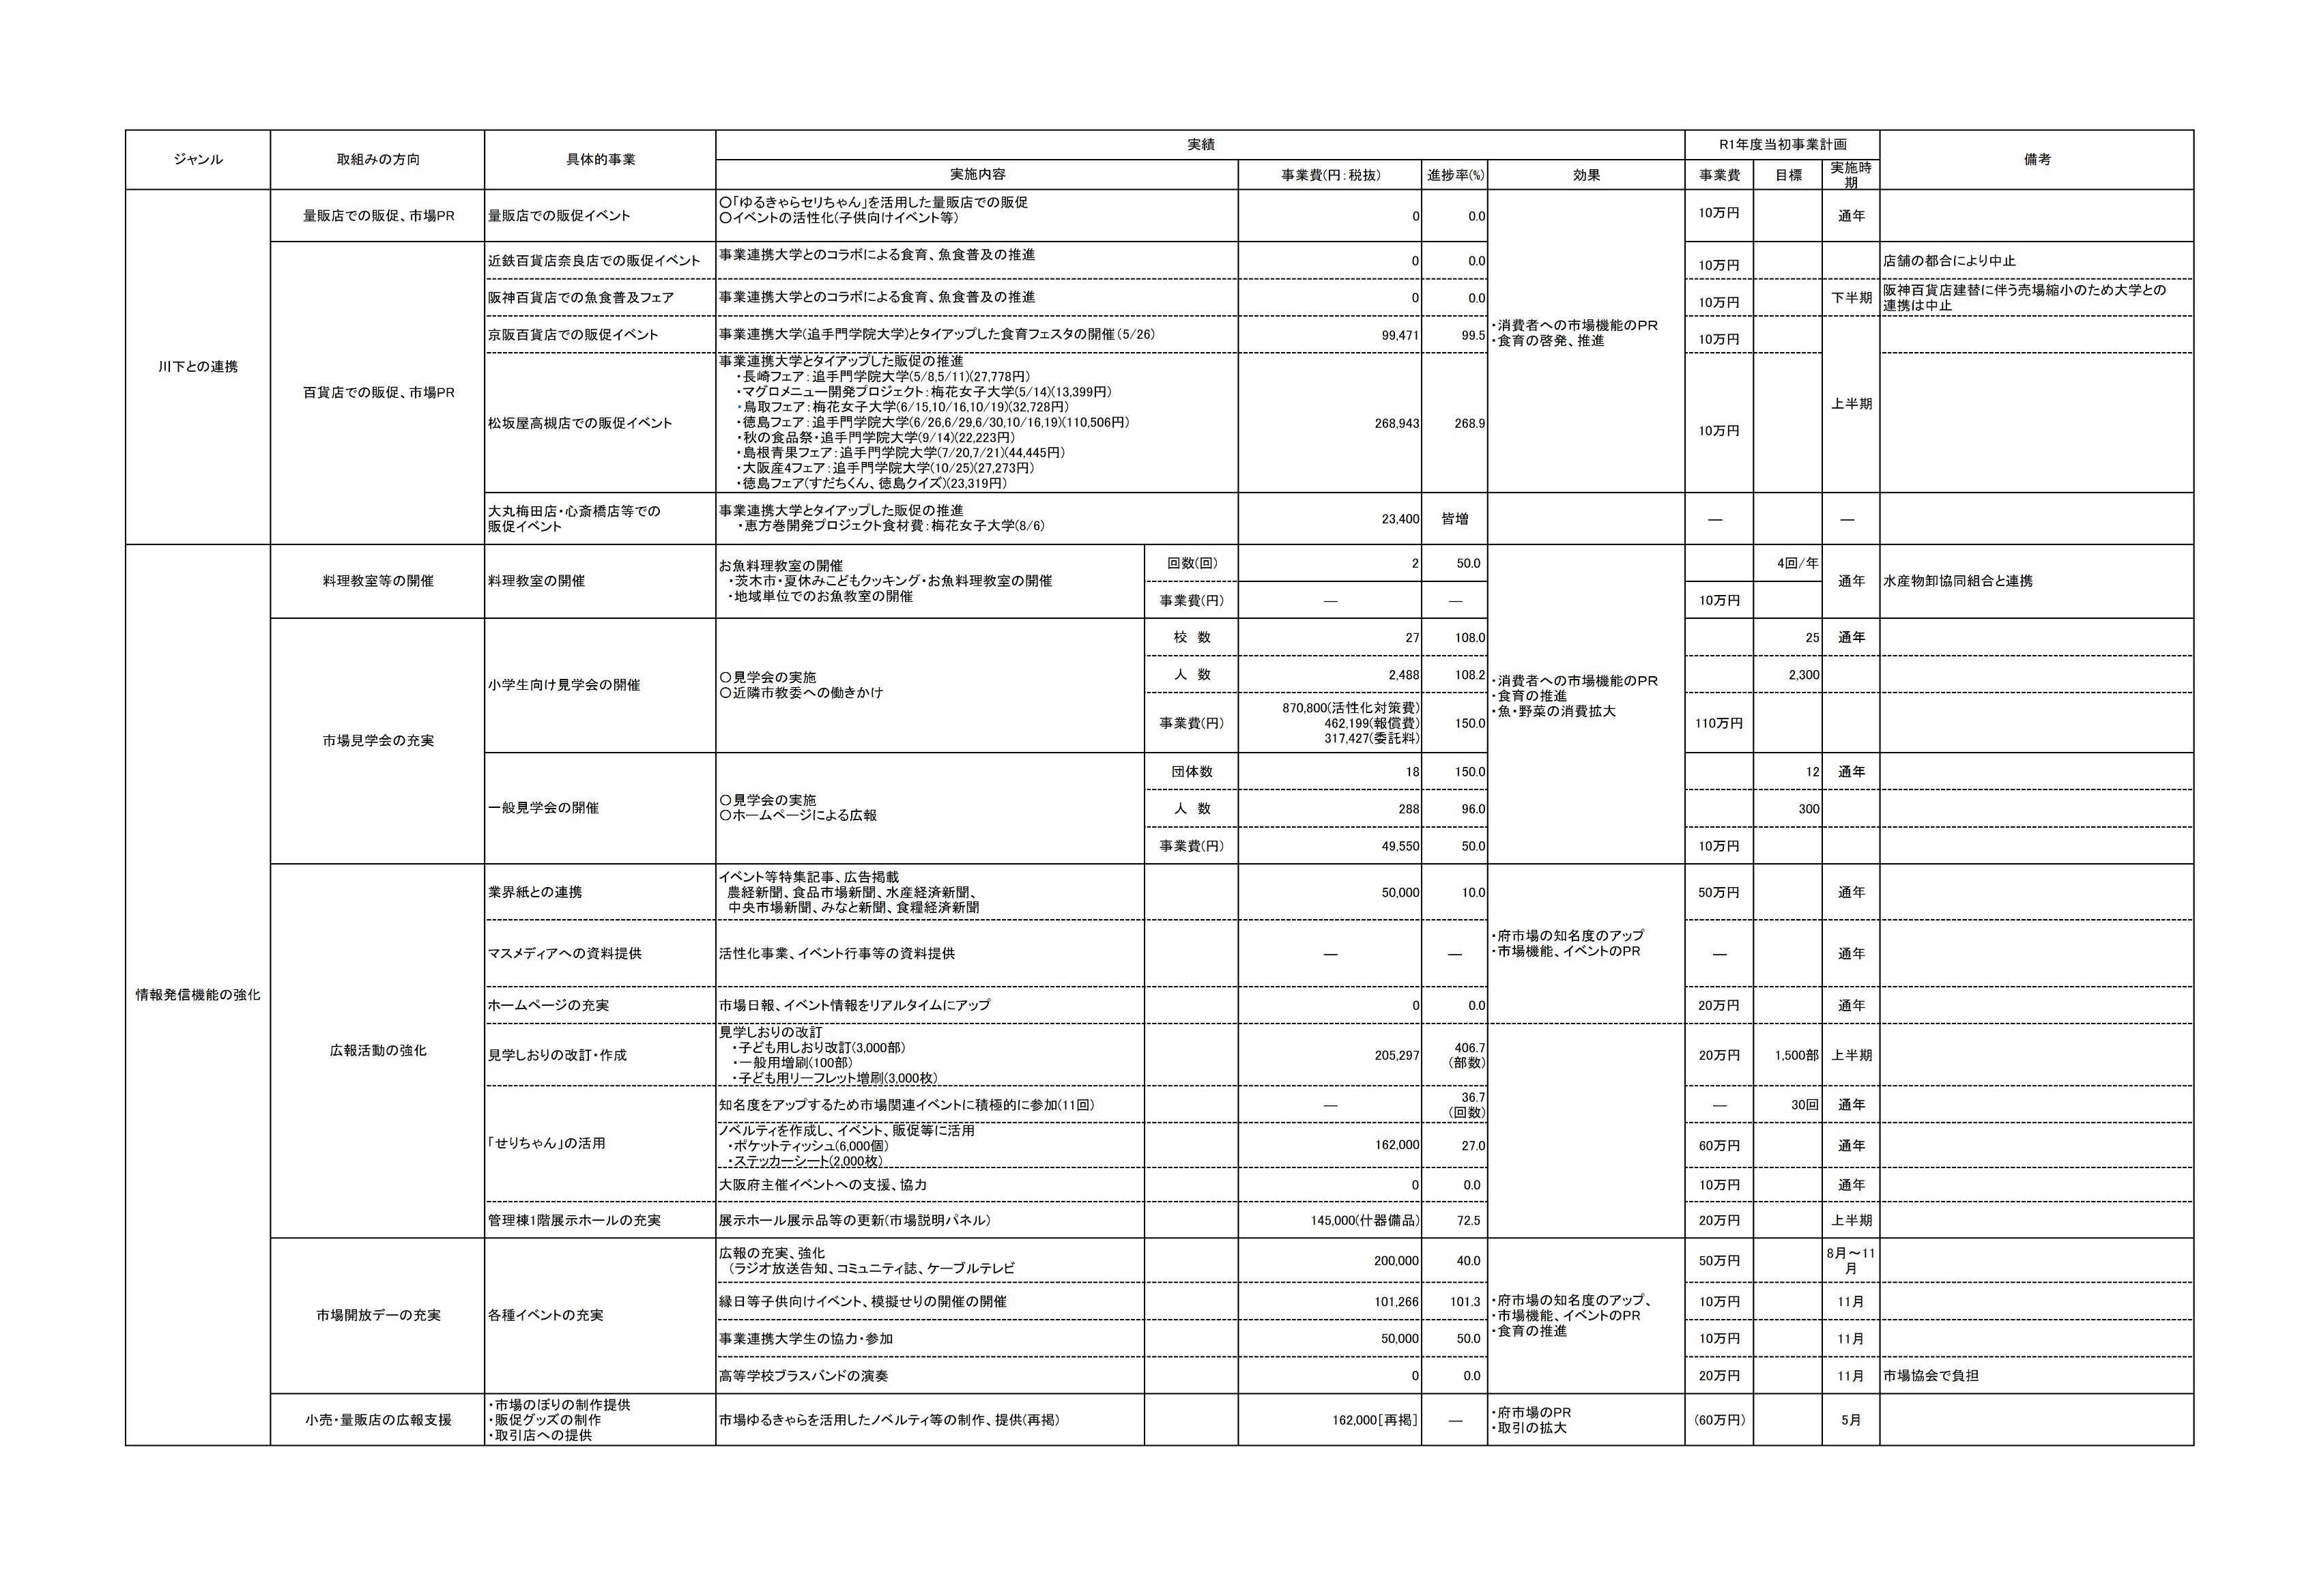 ジャンル 取組みの方向 具体的事業 実績 R1年度当初事業計画 備考
実施内容 事業費(円:税抜) 進捗率(%) 効果 事業費 目標 実施時期
川下との連携
量販店での販促、市場PR 量販店での販促イベント
〇「ゆるきゃらセリちゃん」を活用した量販店での販促
〇イベントの活性化(子供向けイベント等)
0 0.0 10万円 通年
百貨店での販促、市場PR
近鉄百貨店奈良店での販促イベント 事業連携大学とのコラボによる食育、魚食普及の推進 0 0.0 10万円 店舗の都合により中止
阪神百貨店での魚食普及フェア 事業連携大学とのコラボによる食育、魚食普及の推進 0 0.0 10万円 下半期
阪神百貨店建替に伴う売場縮小のため大学との
連携は中止
京阪百貨店での販促イベント 事業連携大学(追手門学院大学)とタイアップした食育フェスタの開催(5/26) 99,471 99.5 10万円
・消費者への市場機能のPR
・食育の啓発、推進
松坂屋高槻店での販促イベント
事業連携大学とタイアップした販促の推進
・長崎フェア:追手門学院大学(5/8,5/11)(27,778円)
・マグロメニュー開発プロジェクト:梅花女子大学(5/14)(13,399円)
・鳥取フェア:梅花女子大学(6/15,10/16,10/19)(32,728円)
・徳島フェア:追手門学院大学(6/26,6/29,6/30,10/16,19)(110,506円)
・秋の食品祭・追手門学院大学(9/14)(22,223円)
・島根青果フェア:追手門学院大学(7/20,7/21)(44,445円)
・大阪産4フェア:追手門学院大学(10/25)(27,273円)
・徳島フェア(すだちくん、徳島クイズ)(23,319円)
268,943 268.9 10万円 上半期
大丸梅田店・心斎橋店等での
販促イベント
事業連携大学とタイアップした販促の推進
・恵方巻開発プロジェクト食材費:梅花女子大学(8/6)
23,400 皆増 ― ―
情報発信機能の強化
料理教室等の開催 料理教室の開催
お魚料理教室の開催
・茨木市・夏休みこどもクッキング・お魚料理教室の開催
・地域単位でのお魚教室の開催
回数(回) 2 50.0 4回/年 通年 水産物卸協同組合と連携
事業費(円) ― ― 10万円
市場見学会の充実
小学生向け見学会の開催
〇見学会の実施
〇近隣市教委への働きかけ
校 数 27 108.0 25 通年
人 数 2,488 108.2 2,300
事業費(円)
870,800(活性化対策費)
462,199(報償費)
317,427(委託料)
150.0 110万円
・消費者への市場機能のPR
・食育の推進
・魚・野菜の消費拡大
一般見学会の開催
〇見学会の実施
〇ホームページによる広報
団体数 18 150.0 12 通年
人 数 288 96.0 300
事業費(円) 49,550 50.0 10万円
広報活動の強化
業界紙との連携
イベント等特集記事、広告掲載
農経新聞、食品市場新聞、水産経済新聞、
中央市場新聞、みなと新聞、食糧経済新聞
50,000 10.0 50万円 通年
マスメディアへの資料提供 活性化事業、イベント行事等の資料提供 ― ― ― 通年
・府市場の知名度のアップ
・市場機能、イベントのPR
ホームページの充実 市場日報、イベント情報をリアルタイムにアップ 0 0.0 20万円 通年
見学しおりの改訂・作成
見学しおりの改訂
・子ども用しおり改訂(3,000部)
・一般用増刷(100部)
・子ども用リーフレット増刷(3,000枚)
205,297 406.7
(部数)
20万円 1,500部 上半期
「せりちゃん」の活用
知名度をアップするため市場関連イベントに積極的に参加(11回) ― 36.7
(回数)
― 30回 通年
ノベルティを作成し、イベント、販促等に活用
・ポケットティッシュ(6,000個)
・ステッカーシート(2,000枚)
162,000 27.0 60万円 通年
大阪府主催イベントへの支援、協力 0 0.0 10万円 通年
管理棟1階展示ホールの充実 展示ホール展示品等の更新(市場説明パネル) 145,000(什器備品) 72.5 20万円 上半期
市場開放デーの充実 各種イベントの充実
広報の充実、強化
(ラジオ放送告知、コミュニティ誌、ケーブルテレビ
200,000 40.0 50万円 8月~11月
縁日等子供向けイベント、模擬せりの開催の開催 101,266 101.3 10万円 11月
事業連携大学生の協力・参加 50,000 50.0 10万円 11月
・府市場の知名度のアップ、
・市場機能、イベントのPR
・食育の推進
高等学校ブラスバンドの演奏 0 0.0 20万円 11月 市場協会で負担
小売・量販店の広報支援
・市場のぼりの制作提供
・販促グッズの制作
・取引店への提供
市場ゆるきゃらを活用したノベルティ等の制作、提供(再掲) 162,000[再掲] ―
・府市場のPR
・取引の拡大
(60万円) 5月